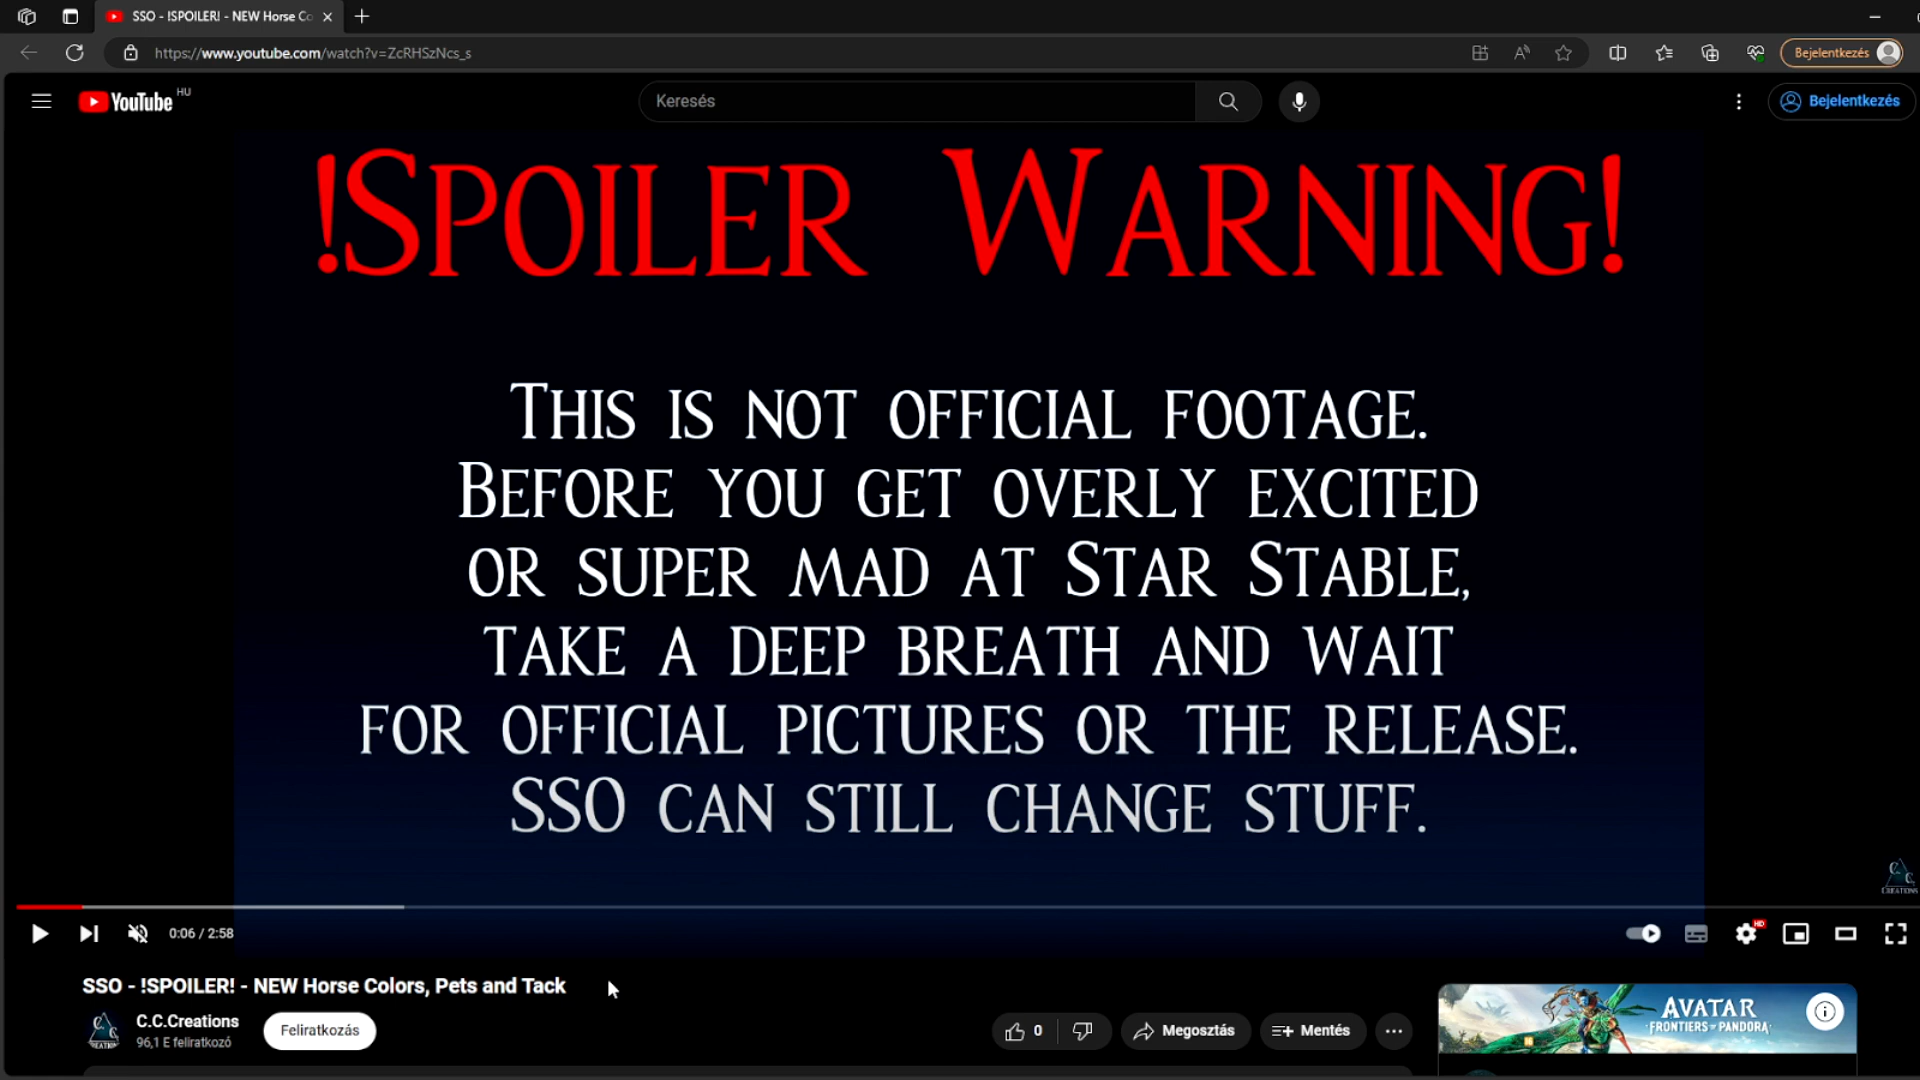 SSO - !SPOILER! - NEW Horse Co
https://www.youtube.com/watch?v=ZcRHSzNcs_s
Bejelentkezés
YouTube HU
Keresés
Bejelentkezés
!Spoiler Warning!
This is not official footage.
Before you get overly excited
or super mad at Star Stable,
take a deep breath and wait
for official pictures or the release.
SSO can still change stuff.
C.C. Creations
0:06 / 2:58
HD
SSO - !SPOILER! - NEW Horse Colors, Pets and Tack
C.C.Creations
96,1 E feliratkozó
Feliratkozás
0
Megosztás
Mentés
AVATAR
FRONTIERS OF PANDORA